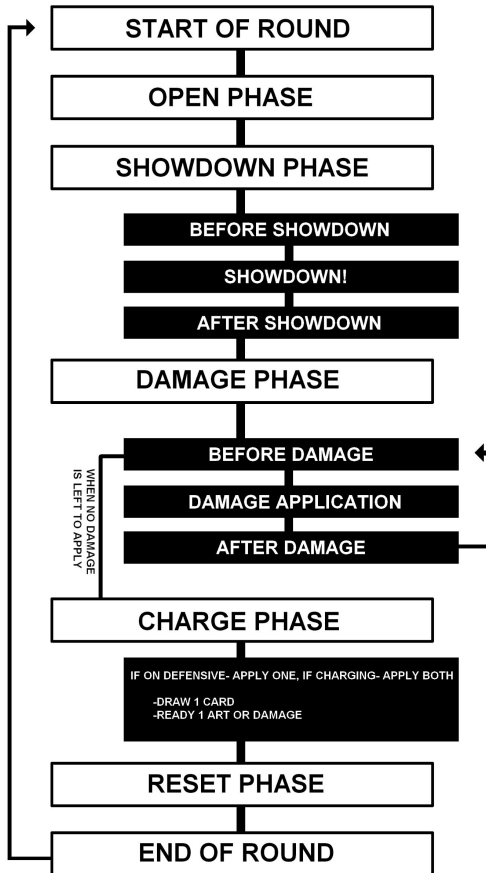 START OF ROUND
OPEN PHASE
SHOWDOWN PHASE
BEFORE SHOWDOWN
SHOWDOWN!
AFTER SHOWDOWN
DAMAGE PHASE
BEFORE DAMAGE
DAMAGE APPLICATION
AFTER DAMAGE
WHEN NO DAMAGE
IS LEFT TO APPLY
CHARGE PHASE
IF ON DEFENSIVE- APPLY ONE, IF CHARGING- APPLY BOTH
-DRAW 1 CARD
-READY 1 ART OR DAMAGE
RESET PHASE
END OF ROUND